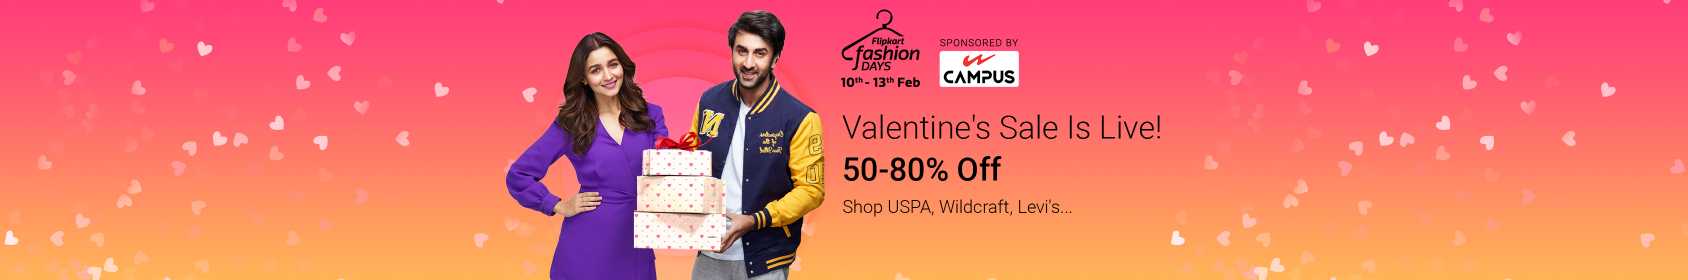 Flipkart
fashion
DAYS
10th - 13th Feb
SPONSORED BY
CAMPUS
Valentine's Sale Is Live!
50-80% Off
Shop USPA, Wildcraft, Levi's...
N